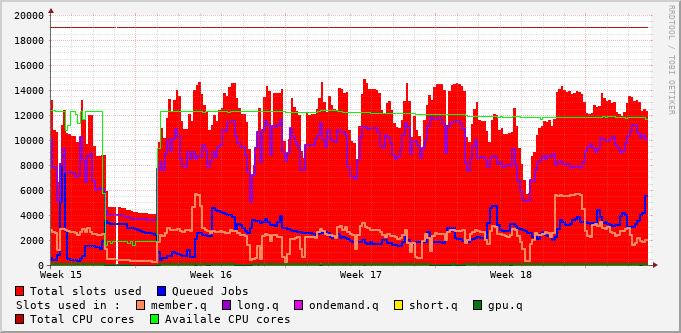 20000
18000
16000
14000
12000
10000
8000
6000
4000
2000
0
Week 15 Week 16 Week 17 Week 18
Total slots used Queued Jobs
Slots used in : member.q long.q ondemand.q short.q gpu.q
Total CPU cores Availale CPU cores
RRDTOOL / TOBI OETIKER